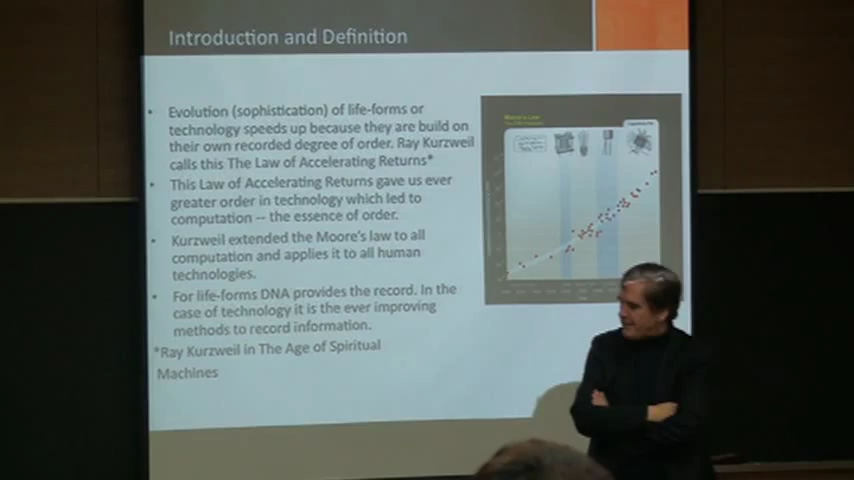 Introduction and Definition
• Evolution (sophistication) of life-forms or
technology speeds up because they are build on
their own recorded degree of order. Ray Kurzweil
calls this The Law of Accelerating Returns*
• This Law of Accelerating Returns gave us ever
greater order in technology which led to
computation -- the essence of order.
• Kurzweil extended the Moore's law to all
computation and applies it to all human
technologies.
• For life-forms DNA provides the record. In the
case of technology it is the ever improving
methods to record information.
*Ray Kurzweil in The Age of Spiritual
Machines
Moore's Law